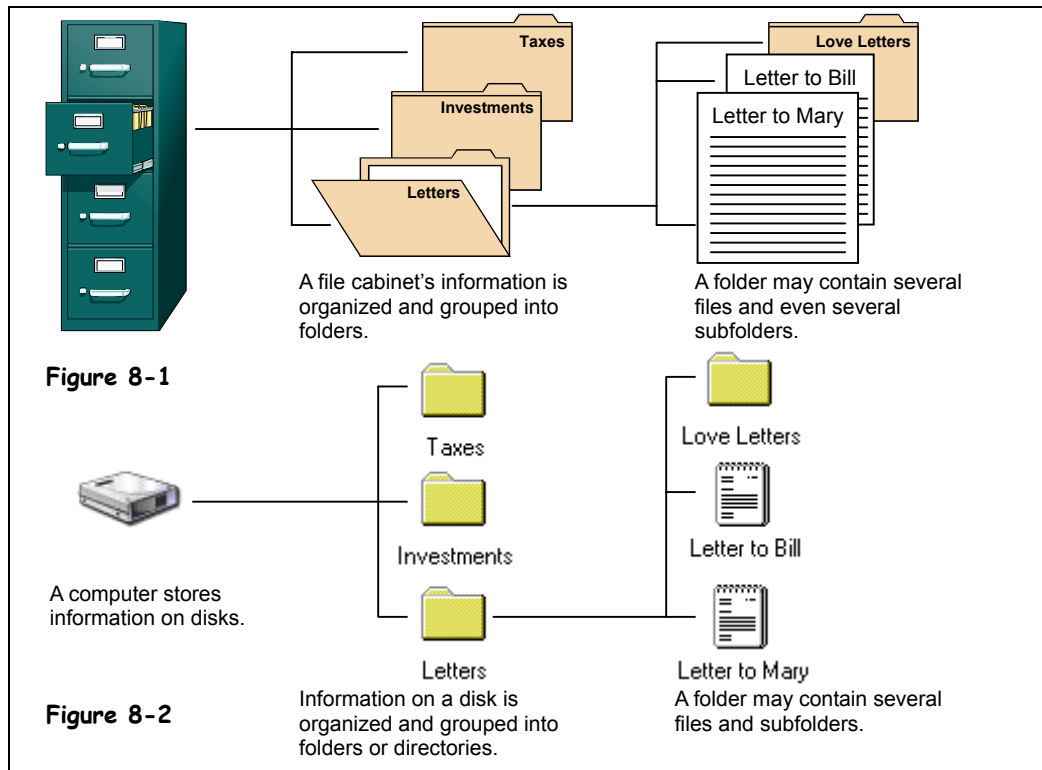 Taxes
Investments
Letters
Love Letters
Letter to Bill
Letter to Mary
A file cabinet's information is
organized and grouped into
folders.
A folder may contain several
files and even several
subfolders.
Figure 8-1
Taxes
Investments
Letters
Love Letters
Letter to Bill
Letter to Mary
A computer stores
information on disks.
Information on a disk is
organized and grouped into
folders or directories.
A folder may contain several
files and subfolders.
Figure 8-2